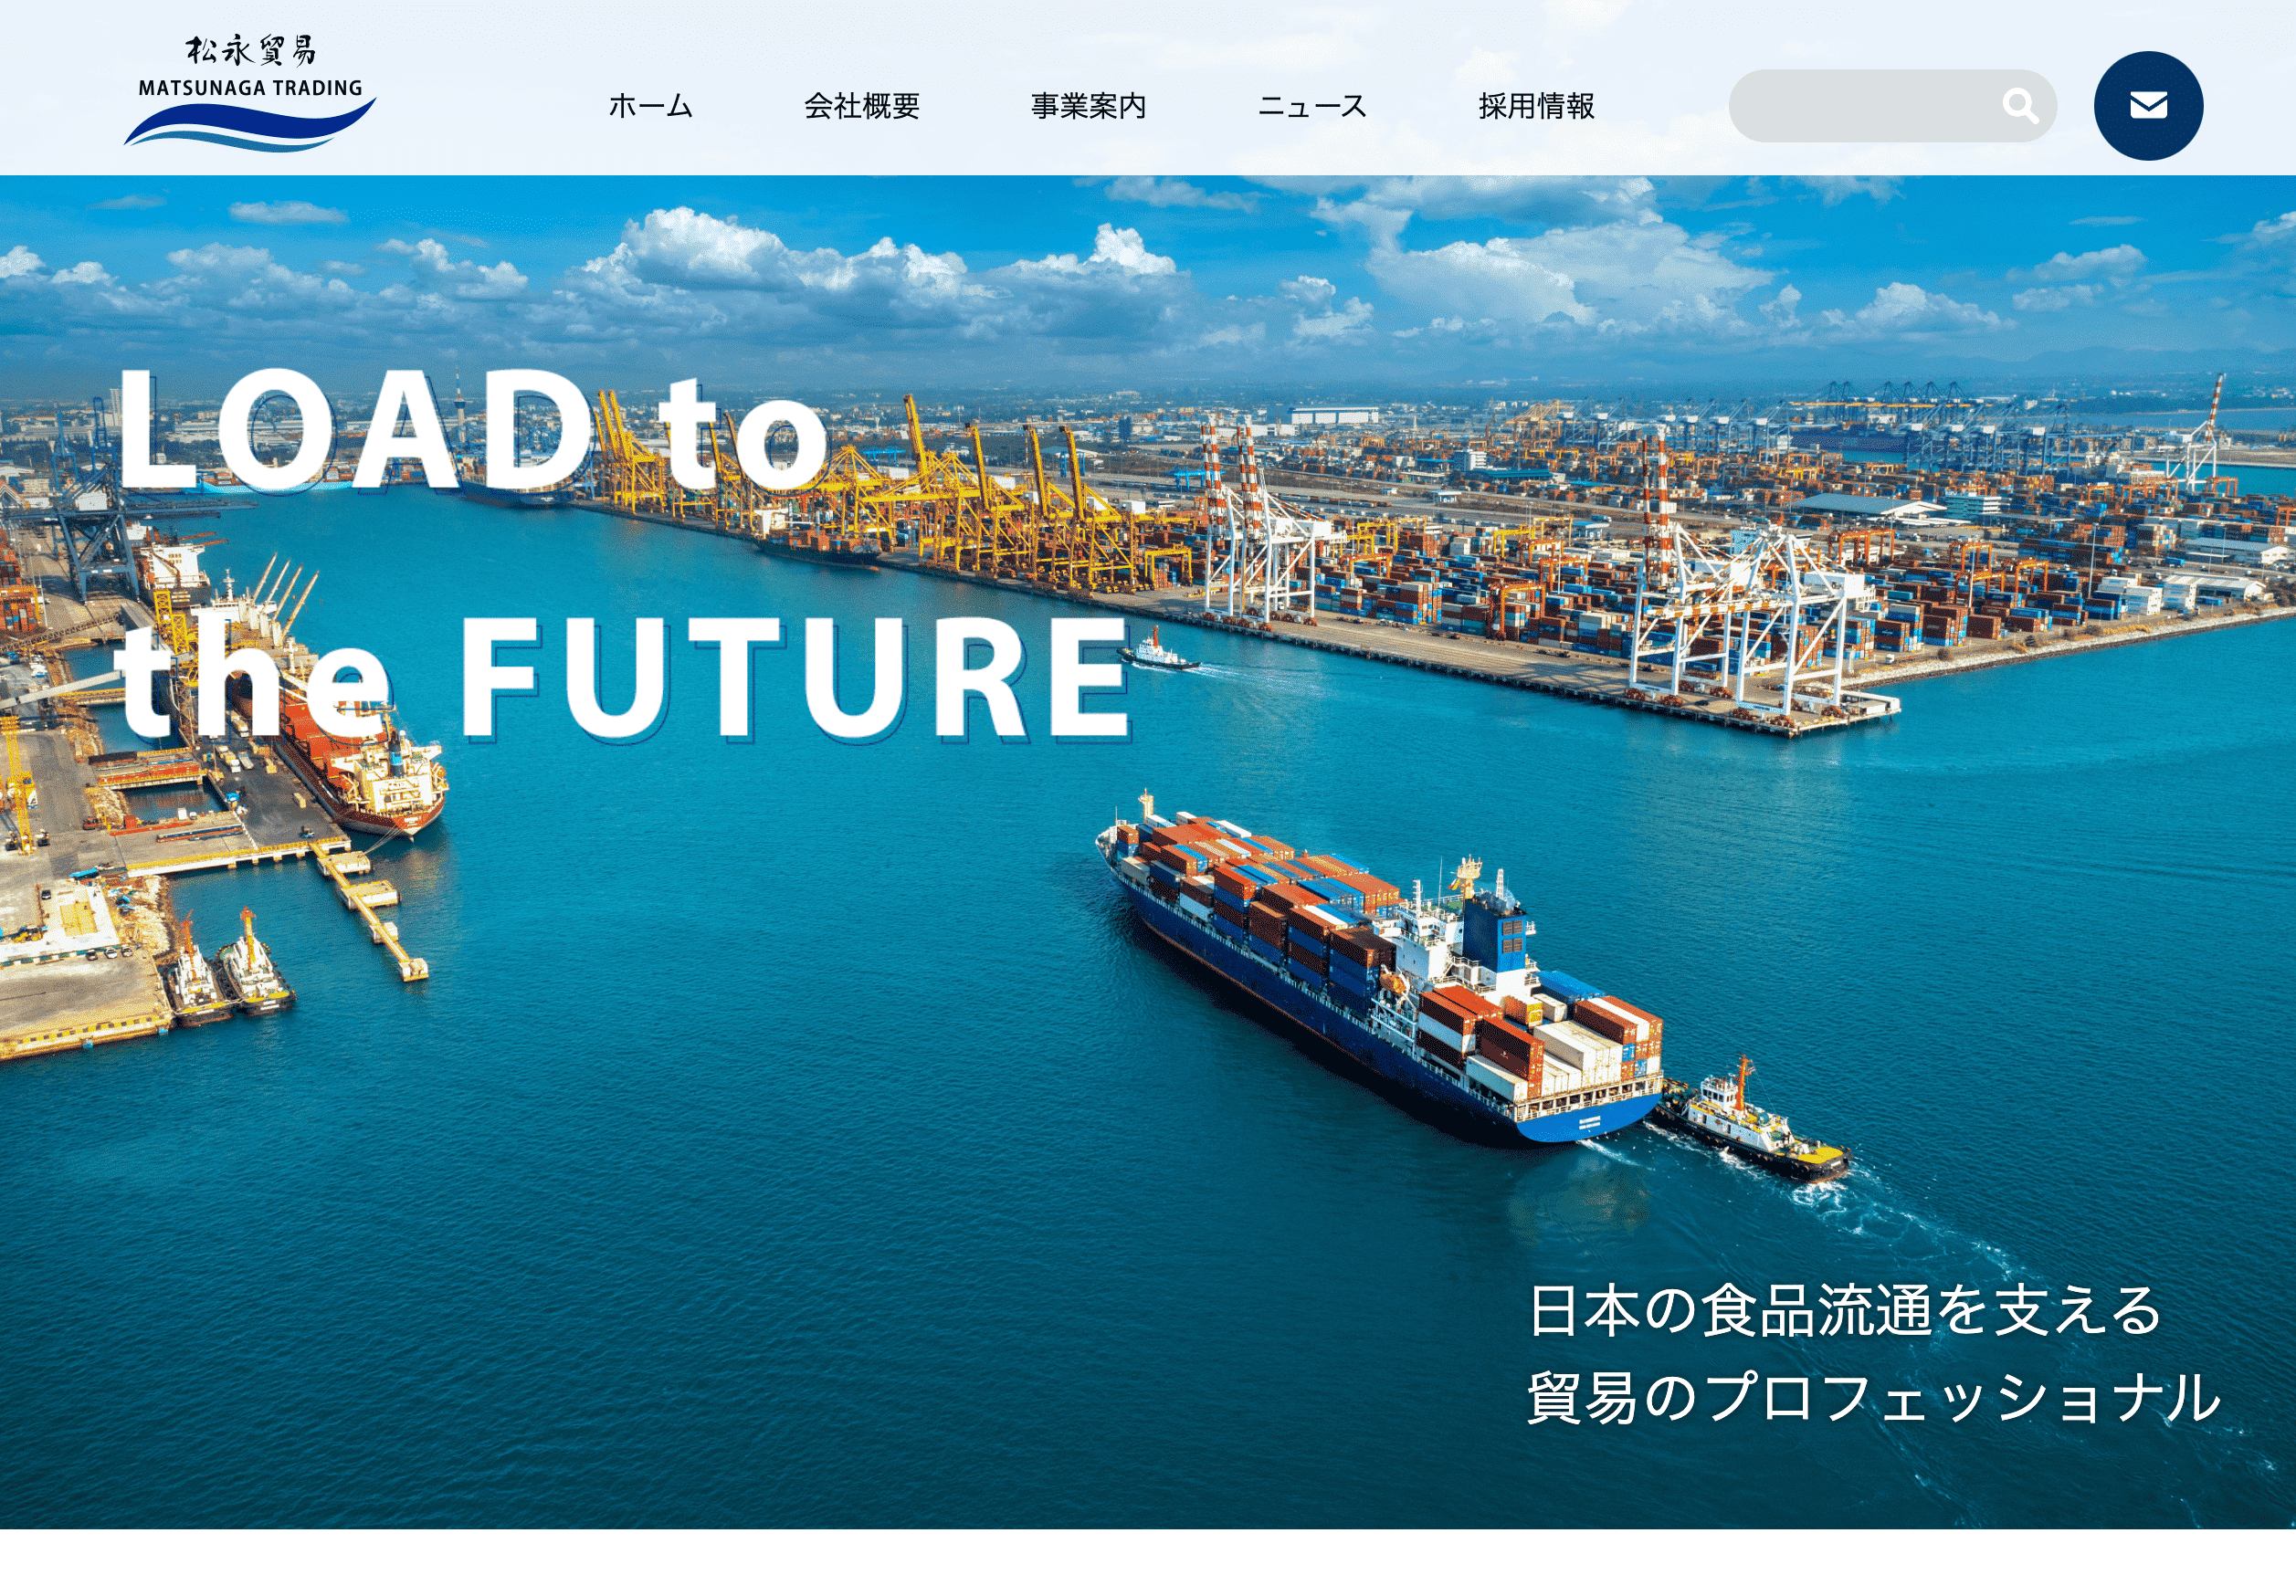 松永貿易
MATSUNAGA TRADING
ホーム
会社概要
事業案内
ニュース
採用情報
LOAD to
the FUTURE
日本の食品流通を支える
貿易のプロフェッショナル